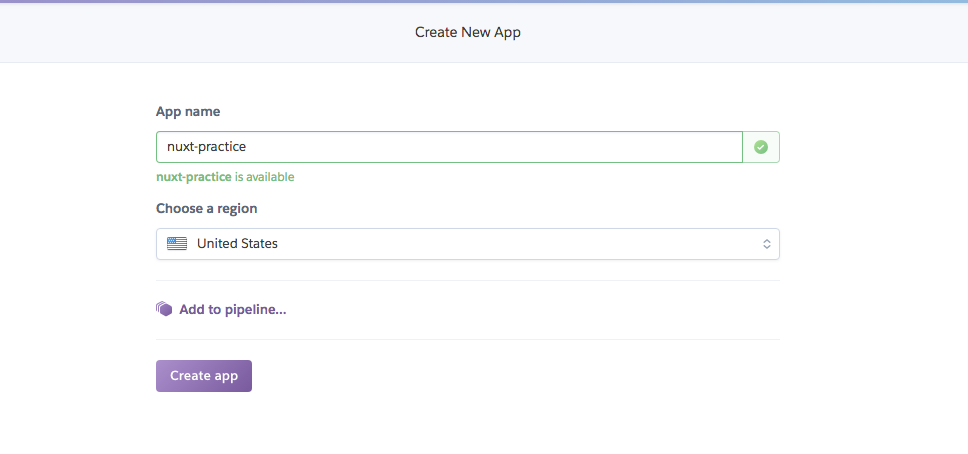 Create New App
App name
nuxt-practice
nuxt-practice is available
Choose a region
United States
Add to pipeline...
Create app